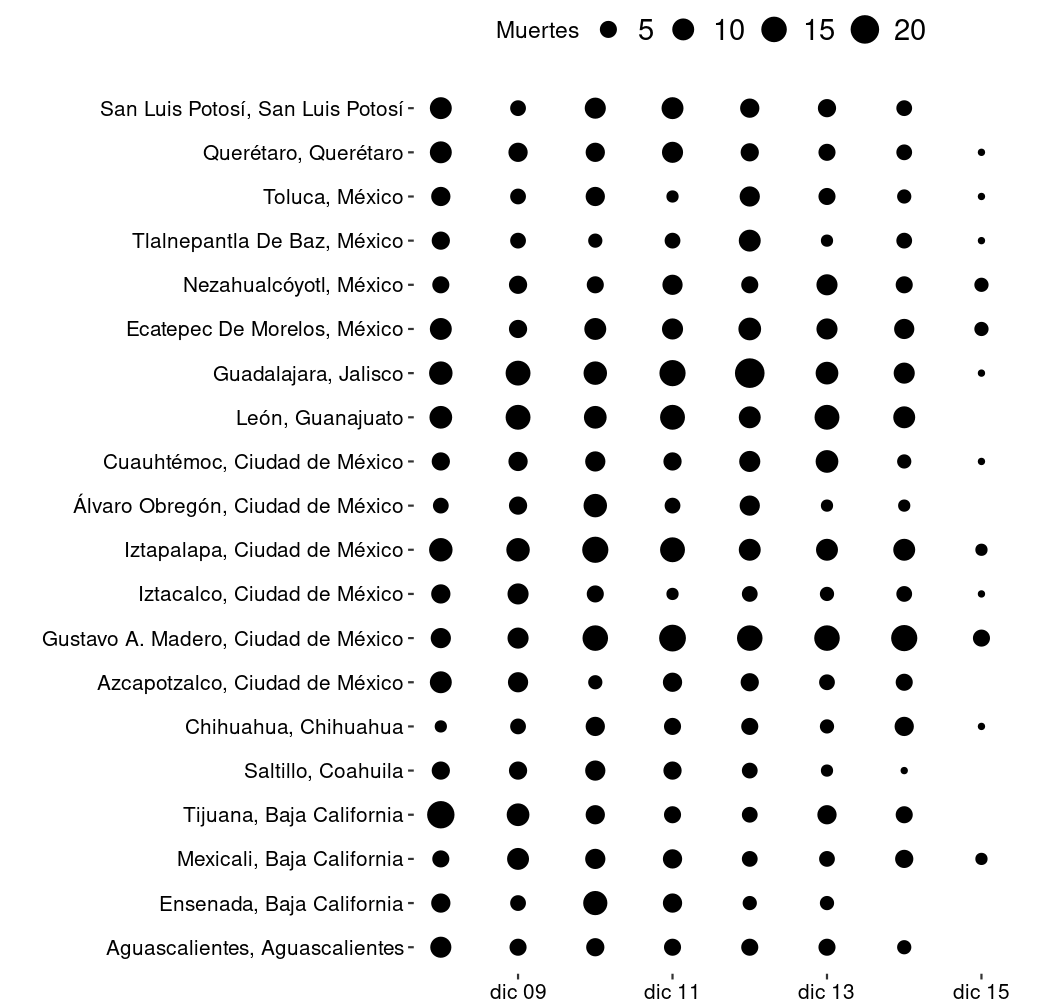 Muertes 5 10 15 20
San Luis Potosí, San Luis Potosí
Querétaro, Querétaro
Toluca, México
Tlalnepantla De Baz, México
Nezahualcóyotl, México
Ecatepec De Morelos, México
Guadalajara, Jalisco
León, Guanajuato
Cuauhtémoc, Ciudad de México
Álvaro Obregón, Ciudad de México
Iztapalapa, Ciudad de México
Iztacalco, Ciudad de México
Gustavo A. Madero, Ciudad de México
Azcapotzalco, Ciudad de México
Chihuahua, Chihuahua
Saltillo, Coahuila
Tijuana, Baja California
Mexicali, Baja California
Ensenada, Baja California
Aguascalientes, Aguascalientes
dic 09 dic 11 dic 13 dic 15